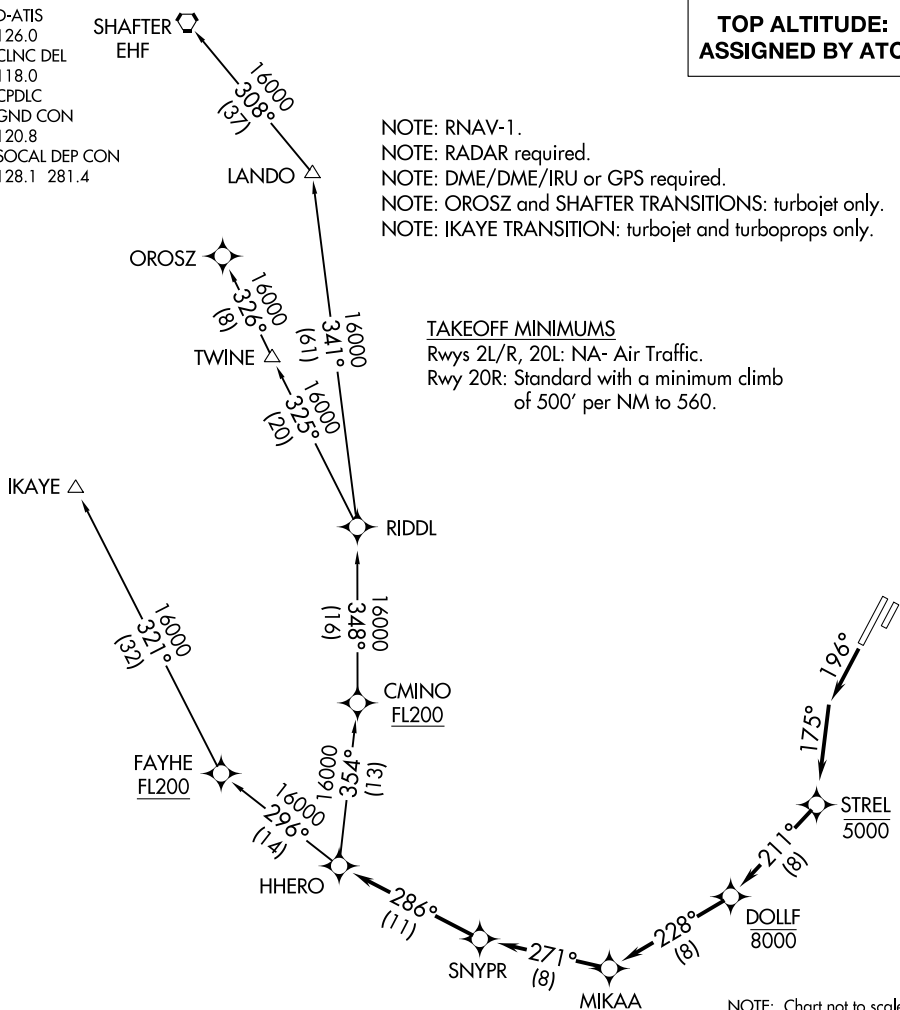 D-ATIS
126.0
CLNC DEL
118.0
CPDLC
GND CON
120.8
SOCAL DEP CON
128.1 281.4
SHAFTER
EHF
TOP ALTITUDE:
ASSIGNED BY ATC
16000
308°
(37)
NOTE: RNAV-1.
NOTE: RADAR required.
NOTE: DME/DME/IRU or GPS required.
NOTE: OROSZ and SHAFTER TRANSITIONS: turbojet only.
NOTE: IKAYE TRANSITION: turbojet and turboprops only.
LANDO
OROSZ
16000
326°
(8)
16000
341°
(61)
TWINE
TAKEOFF MINIMUMS
Rwys 2L/R, 20L: NA- Air Traffic.
Rwy 20R: Standard with a minimum climb
of 500' per NM to 560.
16000
325°
(20)
IKAYE
RIDDL
16000
321°
(32)
16000
348°
(16)
196°
175°
CMINO
FL200
FAYHE
FL200
16000
354°
(13)
16000
296°
(14)
STREL
5000
211°
(8)
HHERO
286°
(11)
DOLLF
8000
228°
(8)
SNYPR
271°
(8)
MIKAA
NOTE: Chart not to scale